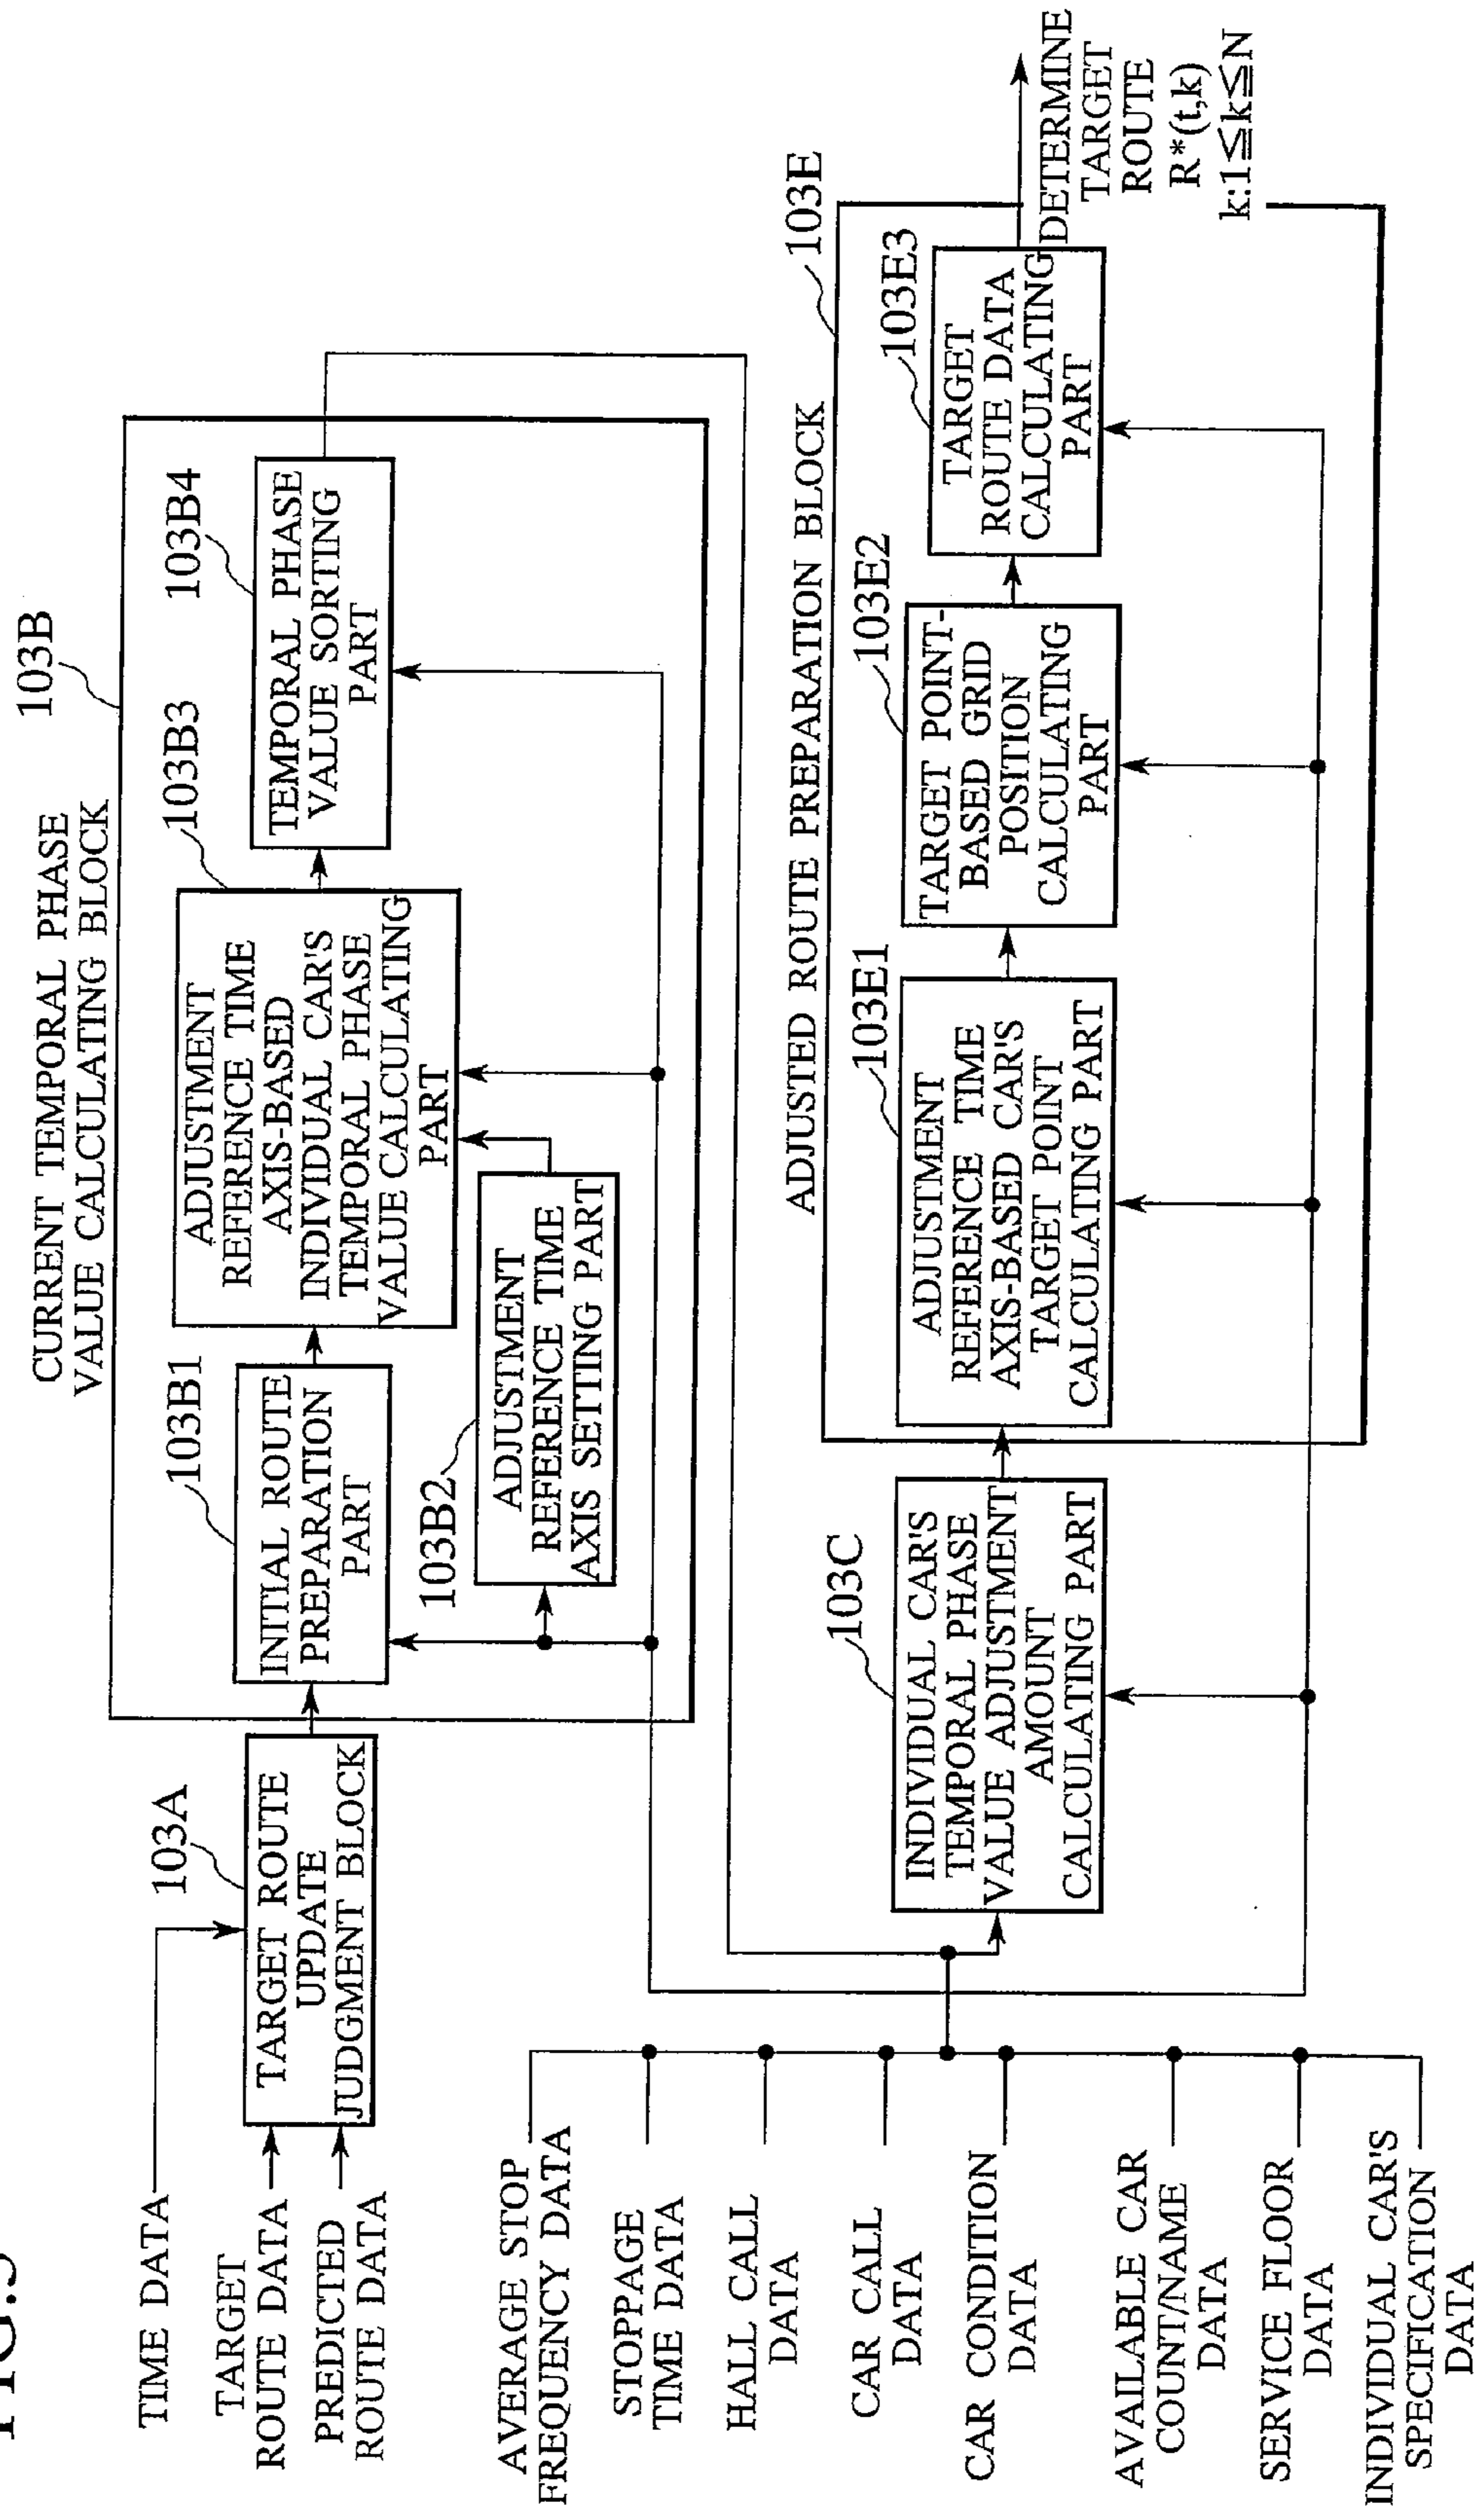 TIME DATA
TARGET
ROUTE DATA
PREDICTED
ROUTE DATA
103A
TARGET ROUTE
UPDATE
JUDGMENT BLOCK
CURRENT TEMPORAL PHASE
VALUE CALCULATING BLOCK
103B
103B1
INITIAL ROUTE
PREPARATION
PART
103B2
ADJUSTMENT
REFERENCE TIME
AXIS SETTING PART
103B3
ADJUSTMENT
REFERENCE TIME
AXIS-BASED
INDIVIDUAL CAR'S
TEMPORAL PHASE
VALUE CALCULATING
PART
103B4
TEMPORAL PHASE
VALUE SORTING
PART
AVERAGE STOP
FREQUENCY DATA
STOPPAGE
TIME DATA
HALL CALL
DATA
CAR CALL
DATA
CAR CONDITION
DATA
AVAILABLE CAR
COUNT/NAME
DATA
SERVICE FLOOR
DATA
INDIVIDUAL CAR'S
SPECIFICATION
DATA
103C
INDIVIDUAL CAR'S
TEMPORAL PHASE
VALUE ADJUSTMENT
AMOUNT
CALCULATING PART
ADJUSTED ROUTE PREPARATION BLOCK
103E
103E1
ADJUSTMENT
REFERENCE TIME
AXIS-BASED CAR'S
TARGET POINT
CALCULATING PART
103E2
TARGET POINT-
BASED GRID
POSITION
CALCULATING
PART
103E3
TARGET
ROUTE DATA
CALCULATING
PART
DETERMINE
TARGET
ROUTE
R*(t,k)
k:1≦k≦N